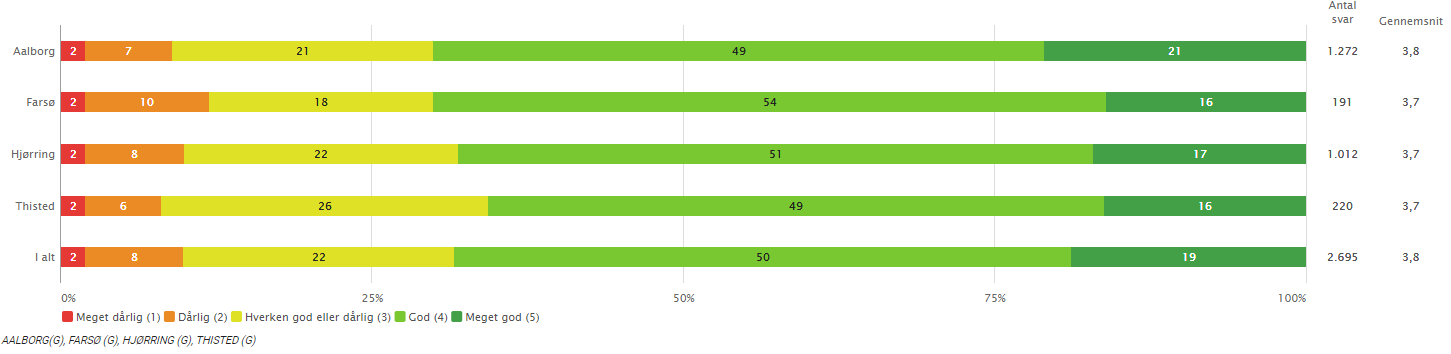 Antal
svar
Gennemsnit
Aalborg 2 7 21 49 21 1.272 3,8
Farsø 2 10 18 54 16 191 3,7
Hjørring 2 8 22 51 17 1.012 3,7
Thisted 2 6 26 49 16 220 3,7
I alt 2 8 22 50 19 2.695 3,8
0% 25% 50% 75% 100%
Meget dårlig (1) Dårlig (2) Hverken god eller dårlig (3) God (4) Meget god (5)
AALBORG(G), FARSØ (G), HJØRRING (G), THISTED (G)